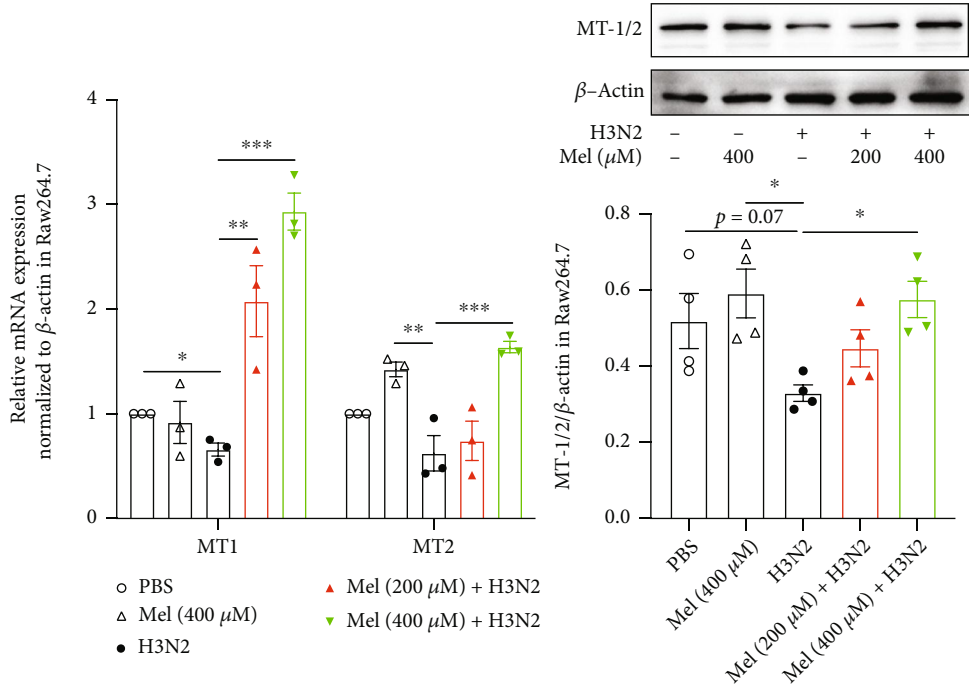 Relative mRNA expression
normalized to β-actin in Raw264.7
4
3
2
1
0
***
**
*
**
***
MT1
MT2
PBS
Mel (400 μM)
H3N2
Mel (200 μM) + H3N2
Mel (400 μM) + H3N2
MT-1/2
β–Actin
H3N2 – – + + +
Mel (μM) – 400 – 200 400
MT-1/2/β-actin in Raw264.7
0.8
0.6
0.4
0.2
0.0
*
p = 0.07
*
PBS
Mel (400 μM)
H3N2
Mel (200 μM) + H3N2
Mel (400 μM) + H3N2